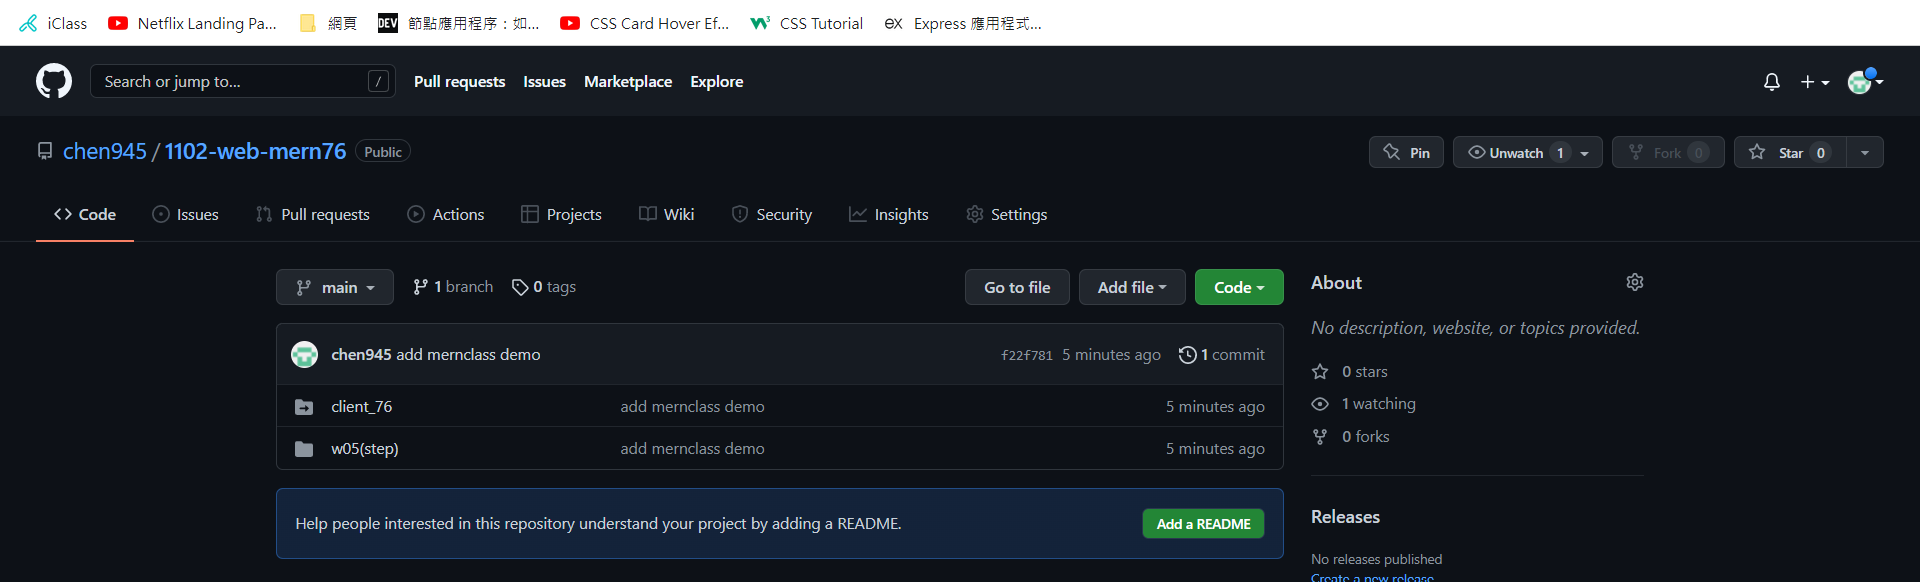 iClass Netflix Landing Pa... 網頁 DEV 節點應用程序：如... CSS Card Hover Ef... W3 CSS Tutorial ex Express 應用程式...
Search or jump to... / Pull requests Issues Marketplace Explore
chen945 / 1102-web-mern76 Public Pin Unwatch 1 Fork 0 Star 0
Code Issues Pull requests Actions Projects Wiki Security Insights Settings
main 1 branch 0 tags Go to file Add file Code
chen945 add mernclass demo f22f781 5 minutes ago 1 commit
client_76 add mernclass demo 5 minutes ago
w05(step) add mernclass demo 5 minutes ago
Help people interested in this repository understand your project by adding a README. Add a README
About
No description, website, or topics provided.
0 stars
1 watching
0 forks
Releases
No releases published
Create a new release